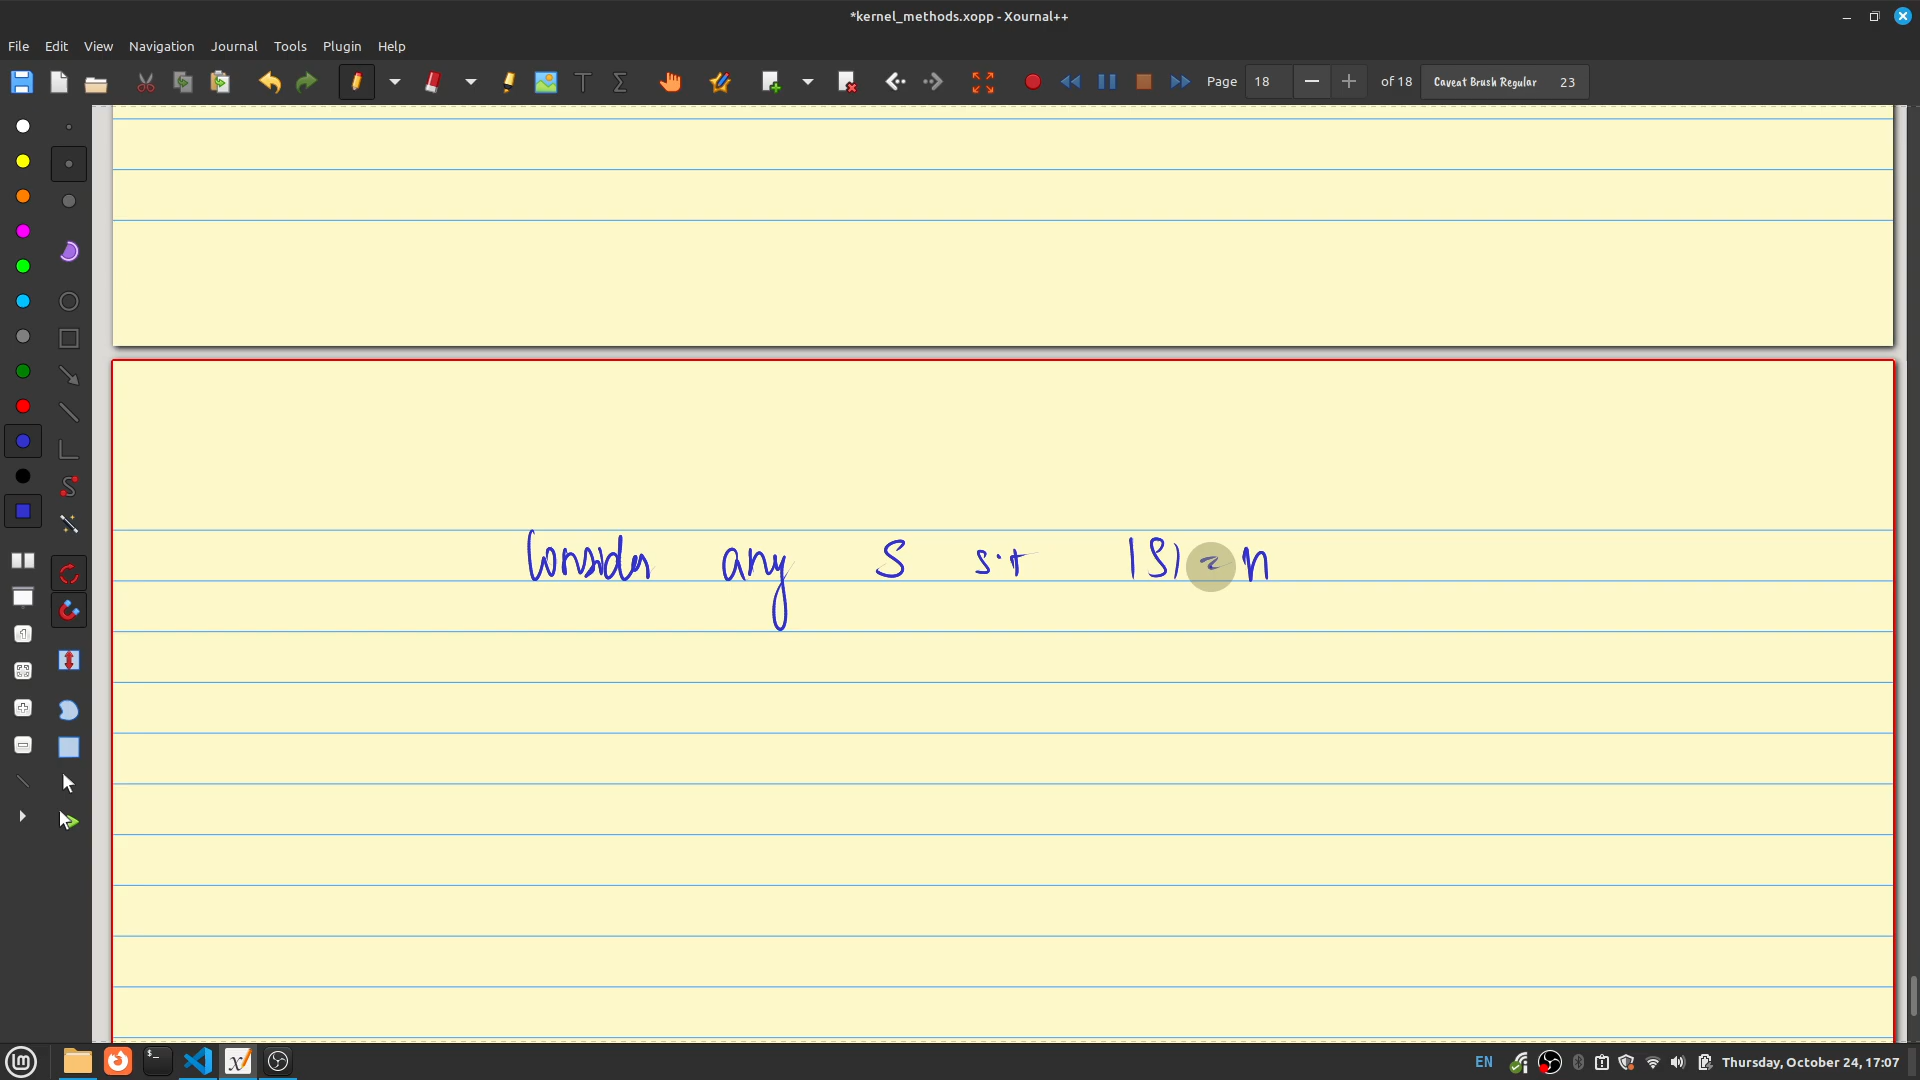 *kernel_methods.xopp - Xournal++
File Edit View Navigation Journal Tools Plugin Help
Page 18 of 18 Caveat Brush Regular 23
Consider any S s.t |S| = n
EN Thursday, October 24, 17:07